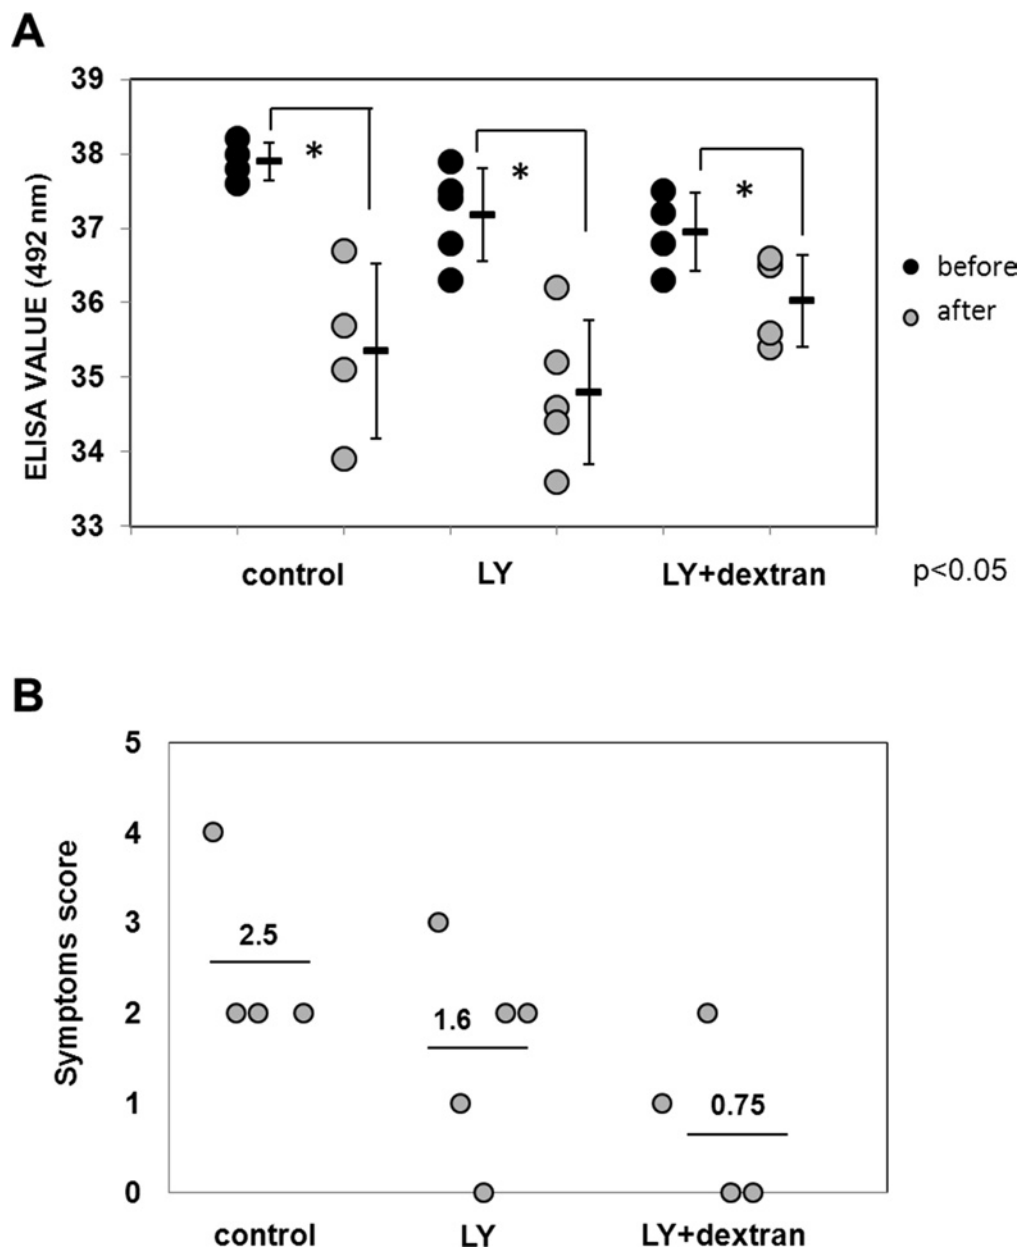 A
ELISA VALUE (492 nm)
39
38
37
36
35
34
33
*
*
*
before
after
control
LY
LY+dextran
p<0.05
B
Symptoms score
5
4
3
2
1
0
2.5
1.6
0.75
control
LY
LY+dextran